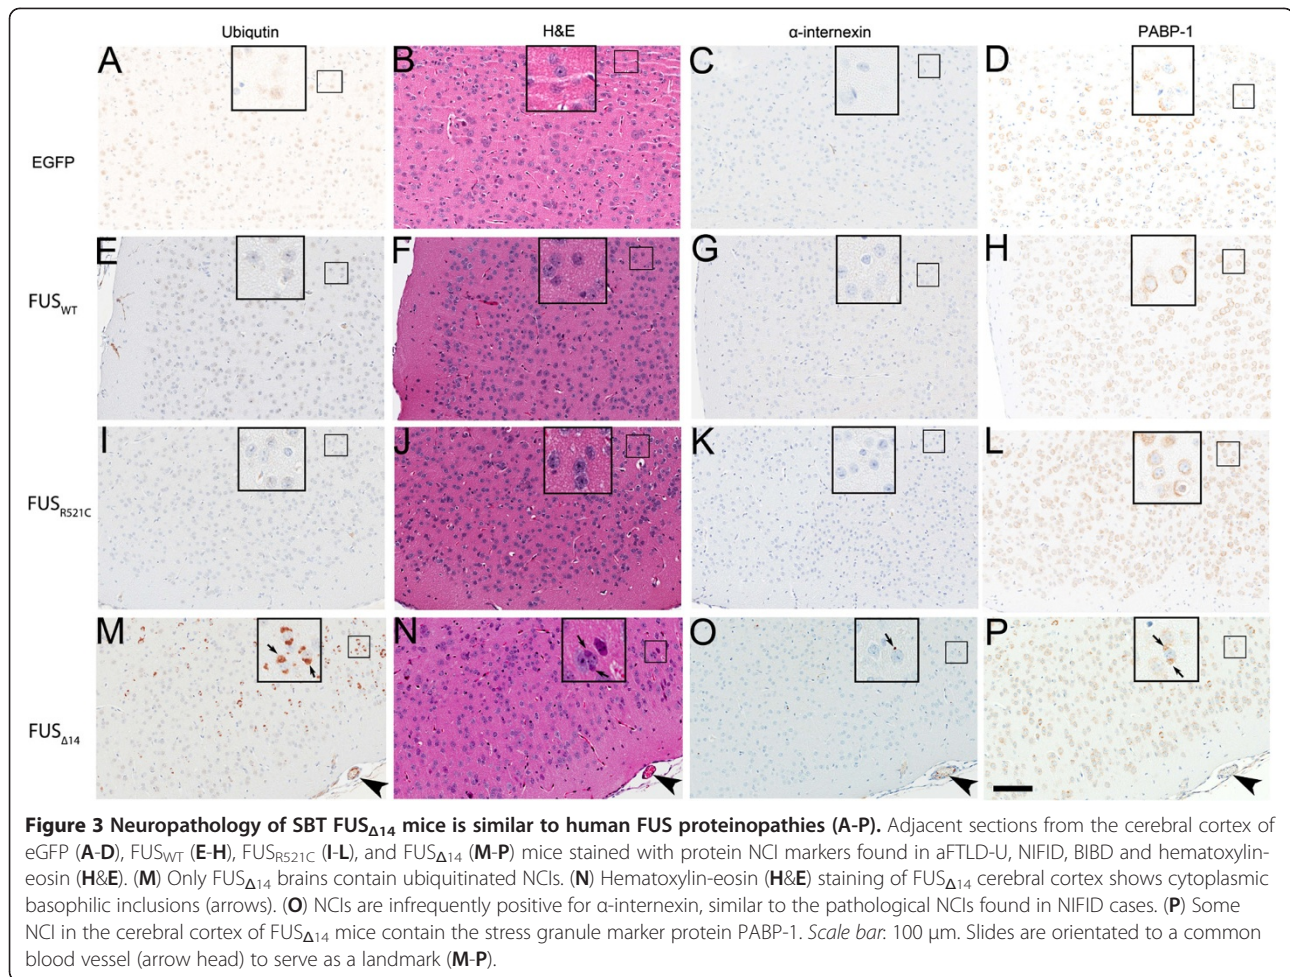 Ubiqutin H&E α-internexin PABP-1
A B C D
EGFP
E F G H
FUSWT
I J K L
FUSR521C
M N O P
FUSΔ14
Figure 3 Neuropathology of SBT FUSΔ14 mice is similar to human FUS proteinopathies (A-P). Adjacent sections from the cerebral cortex of
eGFP (A-D), FUSWT (E-H), FUSR521C (I-L), and FUSΔ14 (M-P) mice stained with protein NCI markers found in aFTLD-U, NIFID, BIBD and hematoxylin-
eosin (H&E). (M) Only FUSΔ14 brains contain ubiquitinated NCIs. (N) Hematoxylin-eosin (H&E) staining of FUSΔ14 cerebral cortex shows cytoplasmic
basophilic inclusions (arrows). (O) NCIs are infrequently positive for α-internexin, similar to the pathological NCIs found in NIFID cases. (P) Some
NCI in the cerebral cortex of FUSΔ14 mice contain the stress granule marker protein PABP-1. Scale bar: 100 μm. Slides are orientated to a common
blood vessel (arrow head) to serve as a landmark (M-P).